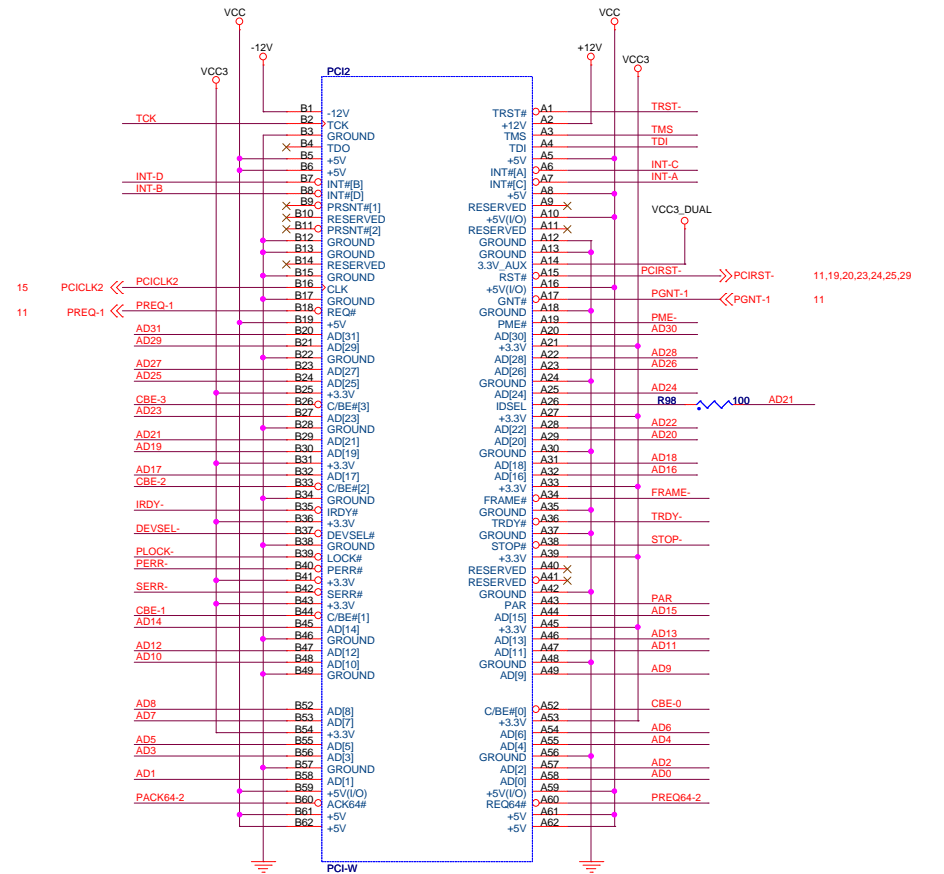 VCC VCC
-12V +12V
VCC3 VCC3
PCI2
B1 -12V TRST# A1 TRST-
TCK B2 TCK +12V A2
B3 GROUND TMS A3 TMS
B4 TDO TDI A4 TDI
B5 +5V +5V A5
B6 +5V INT#[A] A6 INT-C
INT-D B7 INT#[B] INT#[C] A7 INT-A
INT-B B8 INT#[D] +5V A8
B9 PRSNT#[1] RESERVED A9
B10 RESERVED +5V(I/O) A10 VCC3_DUAL
B11 PRSNT#[2] RESERVED A11
B12 GROUND GROUND A12
B13 GROUND GROUND A13
B14 RESERVED 3.3V_AUX A14
B15 GROUND RST# A15 PCIRST- PCIRST- 11,19,20,23,24,25,29
15 PCICLK2 PCICLK2 B16 CLK +5V(I/O) A16
B17 GROUND GNT# A17 PGNT-1 PGNT-1 11
11 PREQ-1 PREQ-1 B18 REQ# GROUND A18
B19 +5V PME# A19 PME-
AD31 B20 AD[31] AD[30] A20 AD30
AD29 B21 AD[29] +3.3V A21
B22 GROUND AD[28] A22 AD28
AD27 B23 AD[27] AD[26] A23 AD26
AD25 B24 AD[25] GROUND A24
B25 +3.3V AD[24] A25 AD24
CBE-3 B26 C/BE#[3] IDSEL A26 R98 100 AD21
AD23 B27 AD[23] +3.3V A27
B28 GROUND AD[22] A28 AD22
AD21 B29 AD[21] AD[20] A29 AD20
AD19 B30 AD[19] GROUND A30
B31 +3.3V AD[18] A31 AD18
AD17 B32 AD[17] AD[16] A32 AD16
CBE-2 B33 C/BE#[2] +3.3V A33
B34 GROUND FRAME# A34 FRAME-
IRDY- B35 IRDY# GROUND A35
B36 +3.3V TRDY# A36 TRDY-
DEVSEL- B37 DEVSEL# GROUND A37
B38 GROUND STOP# A38 STOP-
PLOCK- B39 LOCK# +3.3V A39
PERR- B40 PERR# RESERVED A40
B41 +3.3V RESERVED A41
SERR- B42 SERR# GROUND A42
B43 +3.3V PAR A43 PAR
CBE-1 B44 C/BE#[1] AD[15] A44 AD15
AD14 B45 AD[14] +3.3V A45
B46 GROUND AD[13] A46 AD13
AD12 B47 AD[12] AD[11] A47 AD11
AD10 B48 AD[10] GROUND A48
B49 GROUND AD[9] A49 AD9
AD8 B52 AD[8] C/BE#[0] A52 CBE-0
AD7 B53 AD[7] +3.3V A53
B54 +3.3V AD[6] A54 AD6
AD5 B55 AD[5] AD[4] A55 AD4
AD3 B56 AD[3] GROUND A56
B57 GROUND AD[2] A57 AD2
AD1 B58 AD[1] AD[0] A58 AD0
B59 +5V(I/O) +5V(I/O) A59
PACK64-2 B60 ACK64# REQ64# A60 PREQ64-2
B61 +5V +5V A61
B62 +5V +5V A62
PCI-W